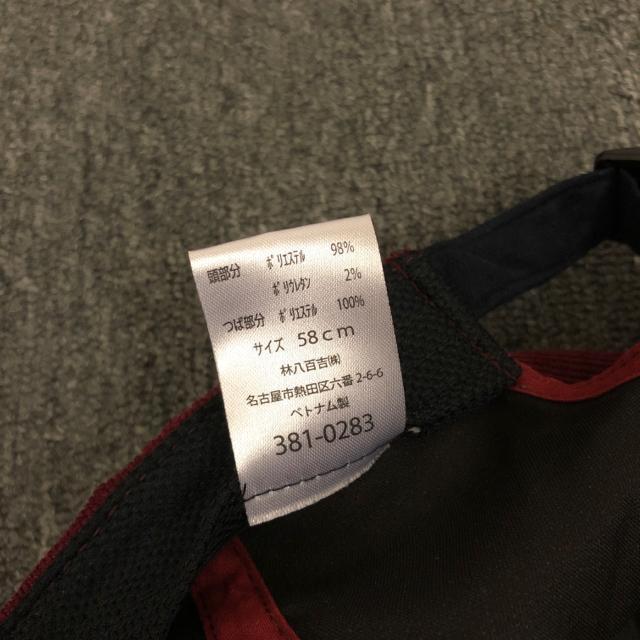 頭部分 ポリエステル 98%
ポリウレタン 2%
つば部分 ポリエステル 100%
サイズ 58cm
林八百吉㈱
名古屋市熱田区六番2-6-6
ベトナム製
381-0283